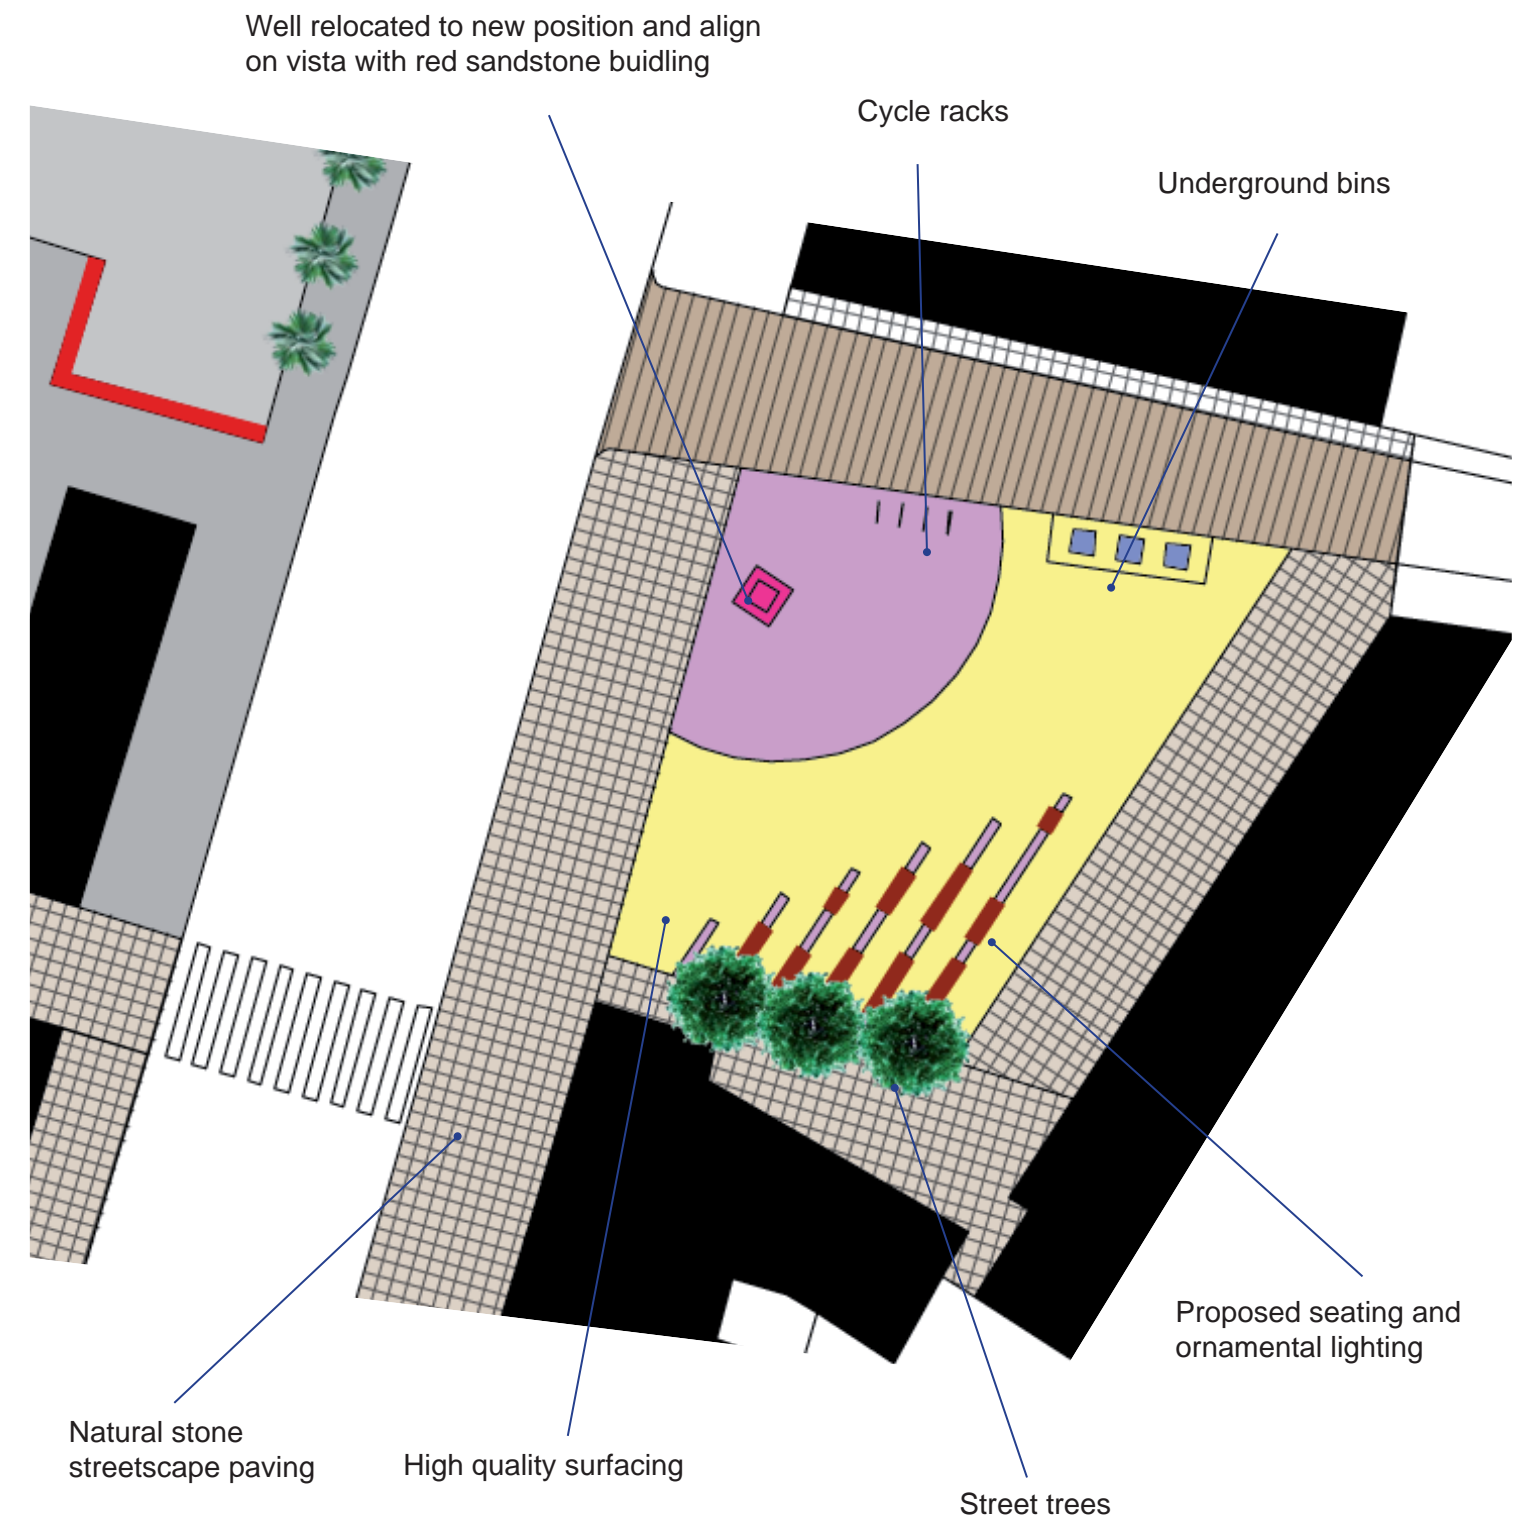 Well relocated to new position and align
on vista with red sandstone buidling
Cycle racks
Underground bins
Proposed seating and
ornamental lighting
Natural stone
streetscape paving
High quality surfacing
Street trees